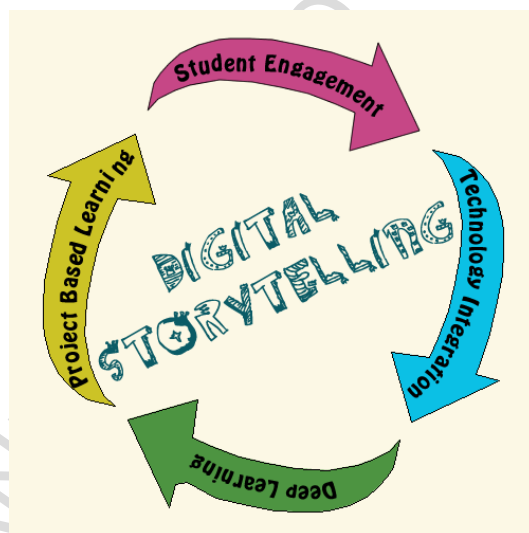 Student Engagement
Technology Integration
Deep Learning
Project Based Learning
DIGITAL
STORYTELLING